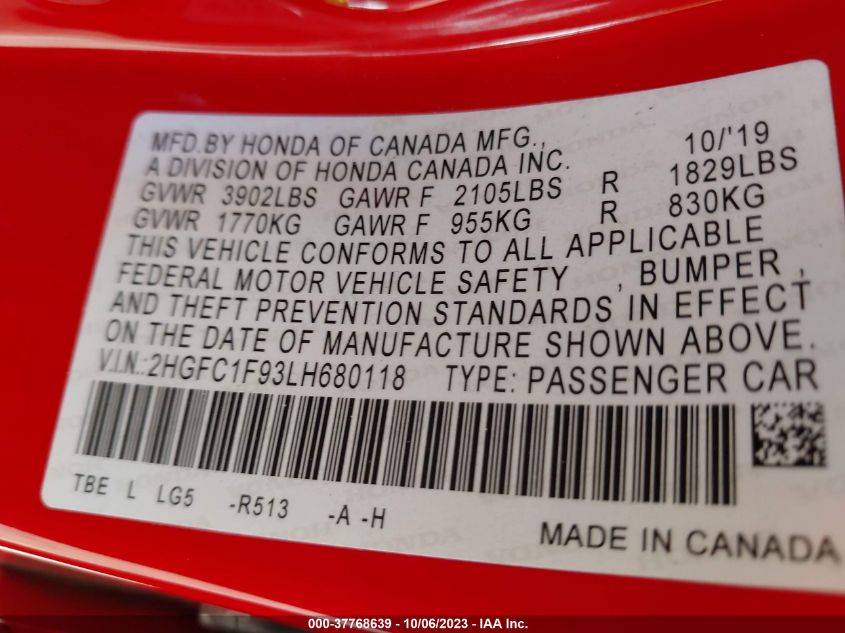 MFD.BY HONDA OF CANADA MFG., 10/'19
A DIVISION OF HONDA CANADA INC.
GVWR 3902LBS GAWR F 2105LBS R 1829LBS
GVWR 1770KG GAWR F 955KG R 830KG
THIS VEHICLE CONFORMS TO ALL APPLICABLE
FEDERAL MOTOR VEHICLE SAFETY , BUMPER ,
AND THEFT PREVENTION STANDARDS IN EFFECT
ON THE DATE OF MANUFACTURE SHOWN ABOVE.
V.I.N.:2HGFC1F93LH680118 TYPE: PASSENGER CAR
TBE L LG5 -R513 -A -H
MADE IN CANADA
000-37768639 - 10/06/2023 - IAA Inc.